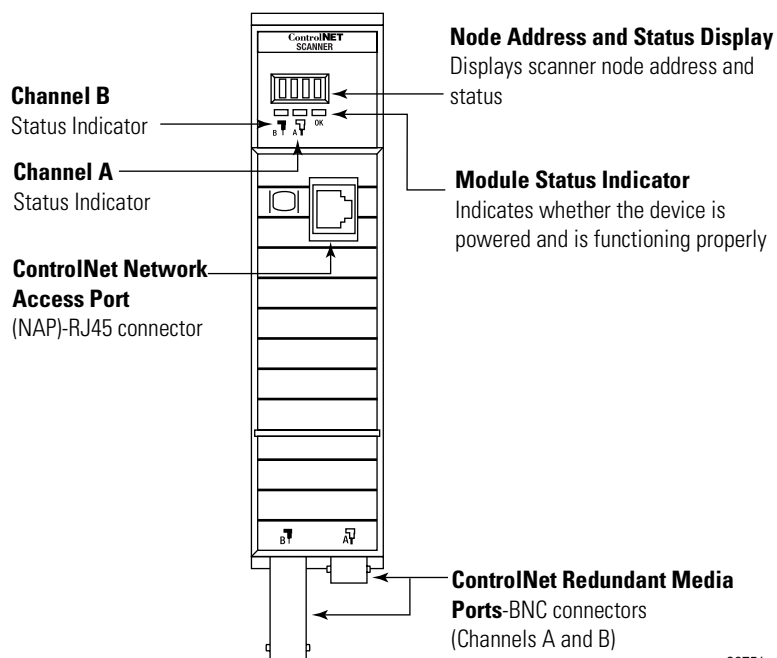 ControlNET
SCANNER
Node Address and Status Display
Displays scanner node address and
status
Channel B
Status Indicator
B A OK
Channel A
Status Indicator
Module Status Indicator
Indicates whether the device is
powered and is functioning properly
ControlNet Network
Access Port
(NAP)-RJ45 connector
B A
ControlNet Redundant Media
Ports-BNC connectors
(Channels A and B)